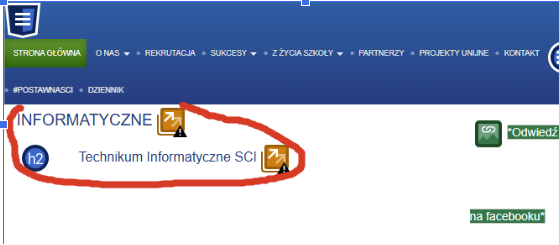 STRONA GŁÓWNA O NAS REKRUTACJA SUKCESY Z ŻYCIA SZKOŁY PARTNERZY PROJEKTY UNIJNE KONTAKT
#POSTAWNASCI DZIENNIK
INFORMATYCZNE
h2 Technikum Informatyczne SCI
*Odwiedź
na facebooku*